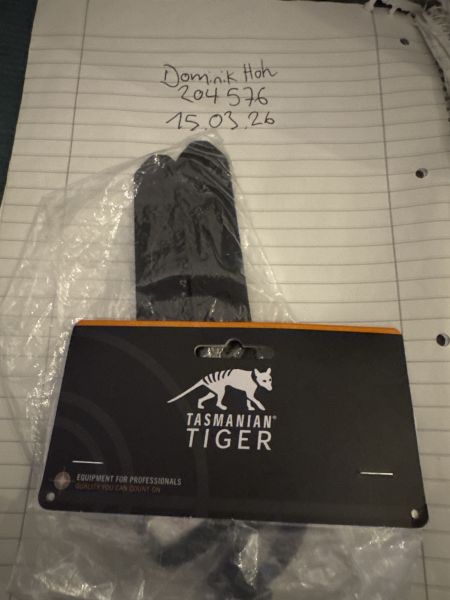 Dominik Hoh
204576
15.03.26
TASMANIAN®
TIGER
EQUIPMENT FOR PROFESSIONALS
QUALITY YOU CAN COUNT ON